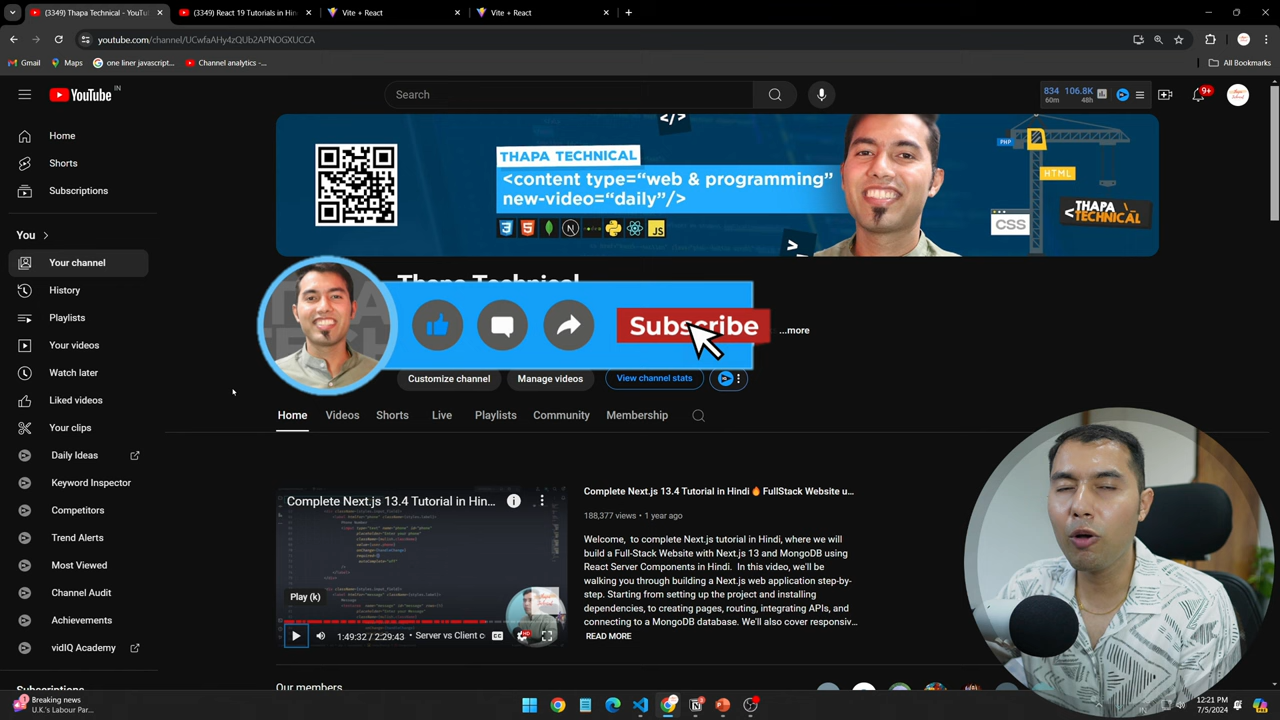 (3349) Thapa Technical - YouTu
(3349) React 19 Tutorials in Hin
Vite + React
Vite + React
youtube.com/channel/UCwfaAHy4zQUb2APNOGXUCCA
Gmail
Maps
one liner javascript...
Channel analytics -...
All Bookmarks
YouTube IN
Search
834 106.8K
60m 48h
9+
Home
Shorts
Subscriptions
You
Your channel
History
Playlists
Your videos
Watch later
Liked videos
Your clips
Daily Ideas
Keyword Inspector
Competitors
Trend Alerts
Most Viewed
Channel Audit
Achievements
vidIQ Academy
Subscriptions
</>
THAPA TECHNICAL
<content type="web & programming"
new-video="daily"/>
JS
>
PHP
HTML
CSS
<THAPA
TECHNICAL
Thapa Technical
Subscribe
...more
Customize channel
Manage videos
View channel stats
Home
Videos
Shorts
Live
Playlists
Community
Membership
Complete Next.js 13.4 Tutorial in Hin...
Play (k)
1:49:32 / 2:29:43 • Server vs Client c
CC
HD
Complete Next.js 13.4 Tutorial in Hindi🔥 FullStack Website u...
188,377 views • 1 year ago
Welcome, to complete Next.js tutorial in Hindi, where we will
build a Full-Stack Website with Next.js 13 and MongoDB using
React Server Components in Hindi. In this video, we'll be
walking you through building a Next.js web application step-by-
step, starting from setting up the project and installing
dependencies to creating pages, routing, integrating
connecting to a MongoDB database. We'll also cover
READ MORE
Our members
Breaking news
U.K.'s Labour Par...
12:21 PM
7/5/2024